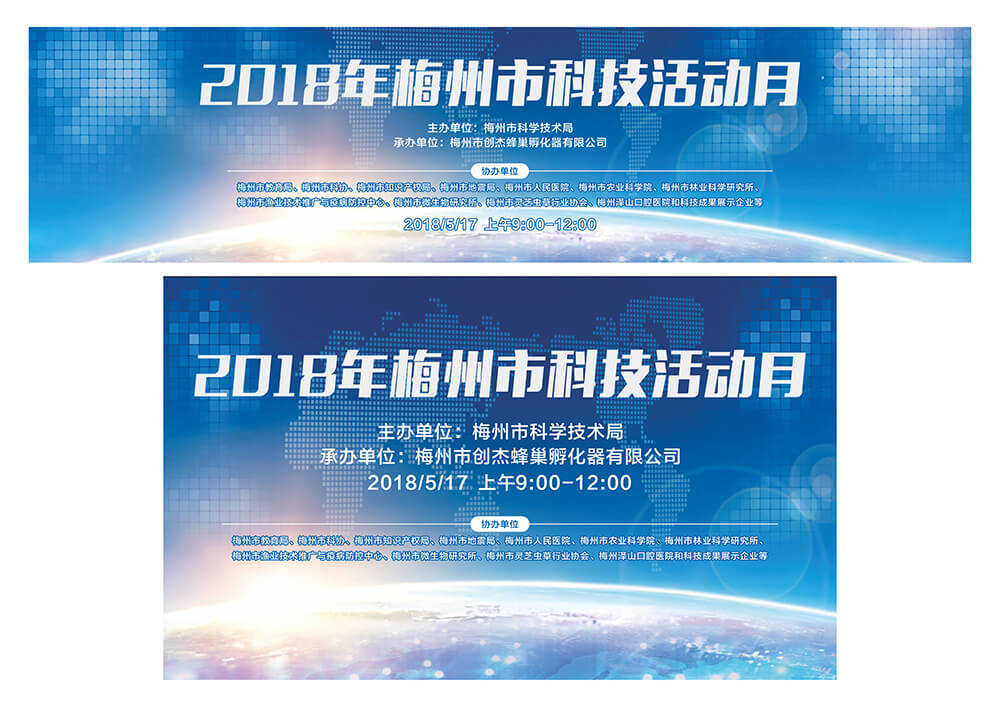 2018年梅州市科技活动月
主办单位：梅州市科学技术局
承办单位：梅州市创杰蜂巢孵化器有限公司
协办单位
梅州市教育局、梅州市科协、梅州市知识产权局、梅州市地震局、梅州市人民医院、梅州市农业科学院、梅州市林业科学研究所、
梅州市渔业技术推广与疫病防控中心、梅州市微生物研究所、梅州市灵芝虫草行业协会、梅州泽山口腔医院和科技成果展示企业等
2018/5/17 上午9:00-12:00
2018年梅州市科技活动月
主办单位：梅州市科学技术局
承办单位：梅州市创杰蜂巢孵化器有限公司
2018/5/17 上午9:00-12:00
协办单位
梅州市教育局、梅州市科协、梅州市知识产权局、梅州市地震局、梅州市人民医院、梅州市农业科学院、梅州市林业科学研究所、
梅州市渔业技术推广与疫病防控中心、梅州市微生物研究所、梅州市灵芝虫草行业协会、梅州泽山口腔医院和科技成果展示企业等